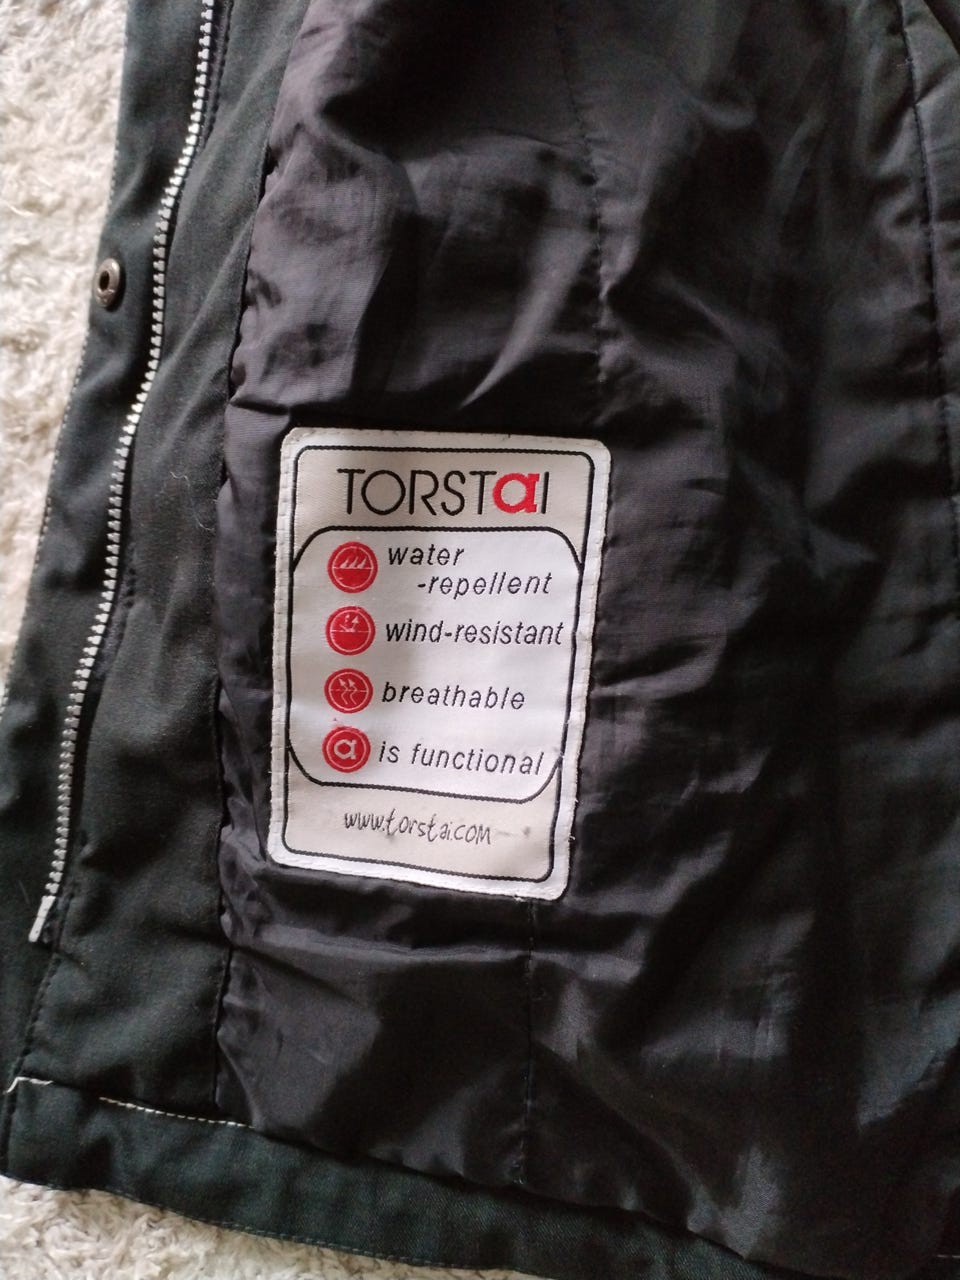 TORSTaI
water
-repellent
wind-resistant
breathable
a is functional
www.torstai.com